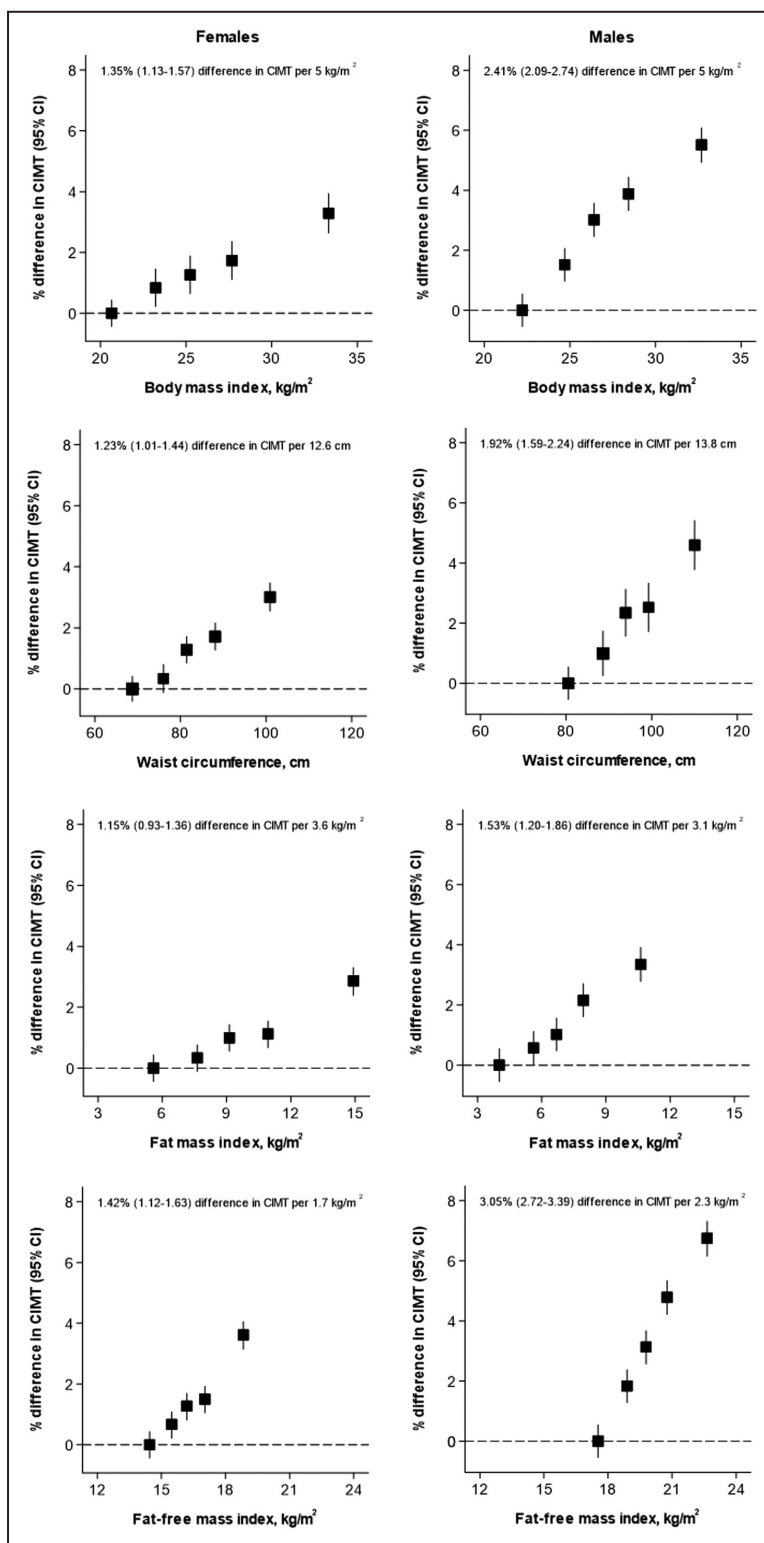 Females
Males
1.35% (1.13-1.57) difference in CIMT per 5 kg/m²
8
6
4
2
0
% difference in CIMT (95% CI)
20 25 30 35
Body mass index, kg/m²
2.41% (2.09-2.74) difference in CIMT per 5 kg/m²
8
6
4
2
0
% difference in CIMT (95% CI)
20 25 30 35
Body mass index, kg/m²
1.23% (1.01-1.44) difference in CIMT per 12.6 cm
8
6
4
2
0
% difference in CIMT (95% CI)
60 80 100 120
Waist circumference, cm
1.92% (1.59-2.24) difference in CIMT per 13.8 cm
8
6
4
2
0
% difference in CIMT (95% CI)
60 80 100 120
Waist circumference, cm
1.15% (0.93-1.36) difference in CIMT per 3.6 kg/m²
8
6
4
2
0
% difference in CIMT (95% CI)
3 6 9 12 15
Fat mass index, kg/m²
1.53% (1.20-1.86) difference in CIMT per 3.1 kg/m²
8
6
4
2
0
% difference in CIMT (95% CI)
3 6 9 12 15
Fat mass index, kg/m²
1.42% (1.12-1.63) difference in CIMT per 1.7 kg/m²
8
6
4
2
0
% difference in CIMT (95% CI)
12 15 18 21 24
Fat-free mass index, kg/m²
3.05% (2.72-3.39) difference in CIMT per 2.3 kg/m²
8
6
4
2
0
% difference in CIMT (95% CI)
12 15 18 21 24
Fat-free mass index, kg/m²